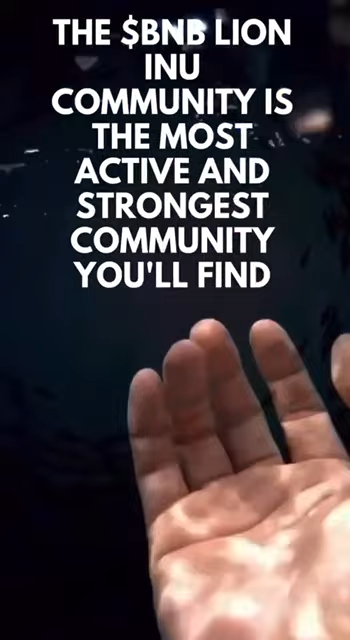 THE $BNB LION
INU
COMMUNITY IS
THE MOST
ACTIVE AND
STRONGEST
COMMUNITY
YOU'LL FIND